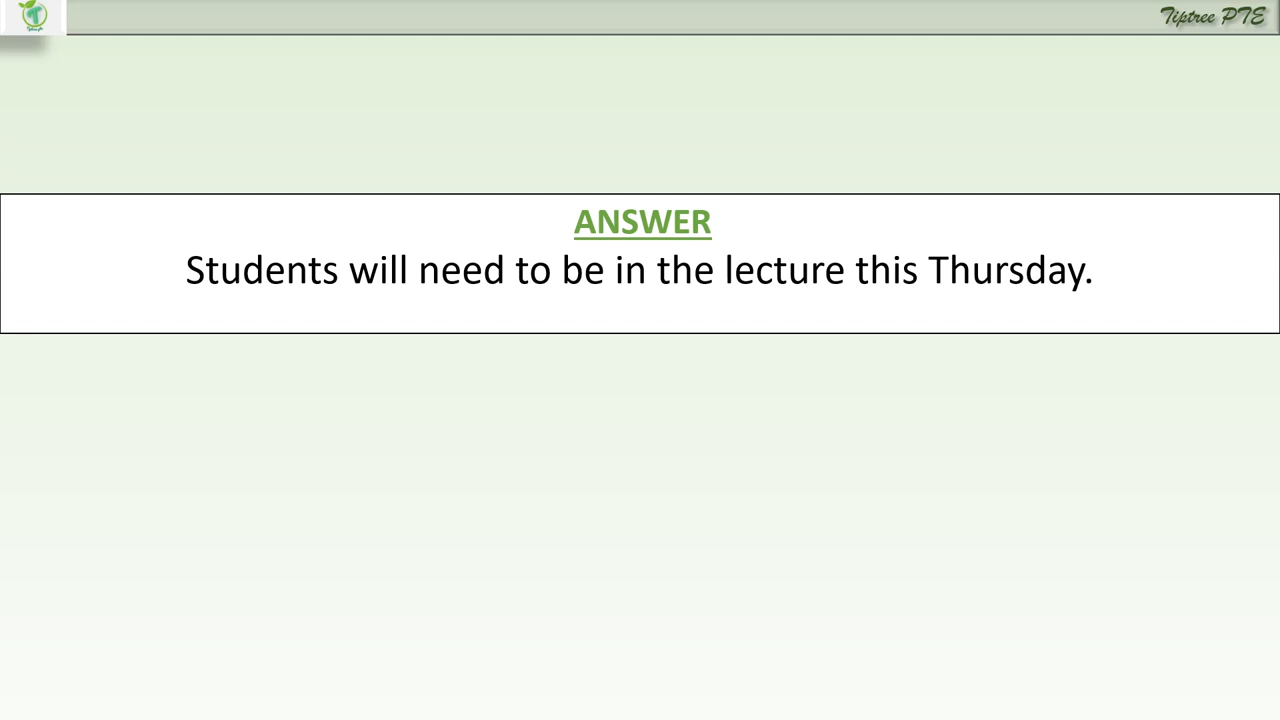 Tiptree PTE
ANSWER
Students will need to be in the lecture this Thursday.